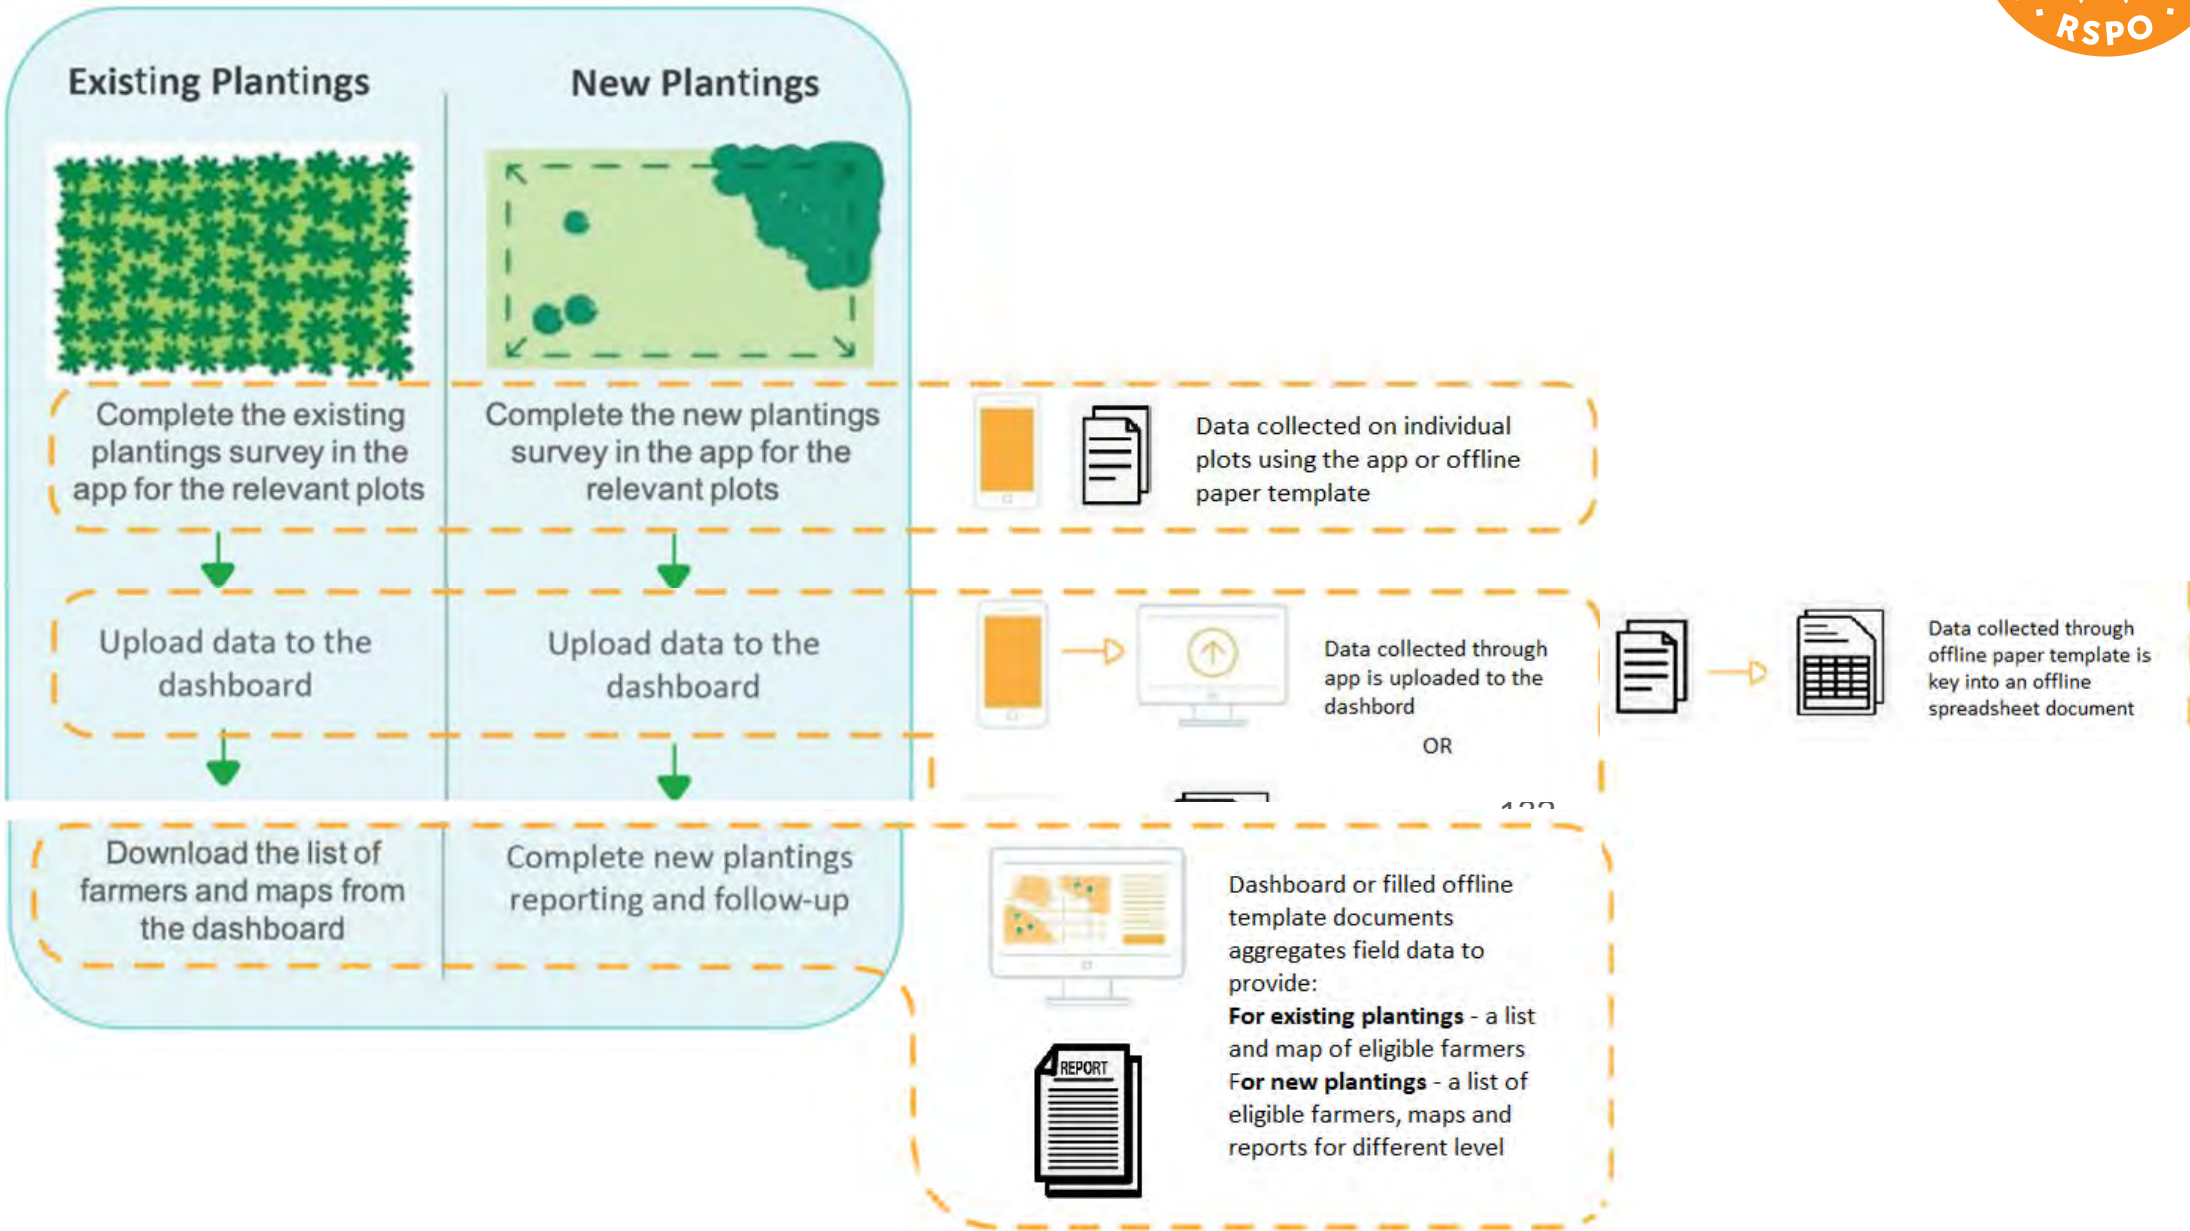 RSPO
Existing Plantings
New Plantings
Complete the existing
plantings survey in the
app for the relevant plots
Complete the new plantings
survey in the app for the
relevant plots
Data collected on individual
plots using the app or offline
paper template
Upload data to the
dashboard
Upload data to the
dashboard
Data collected through
app is uploaded to the
dashbord
OR
Data collected through
offline paper template is
key into an offline
spreadsheet document
Download the list of
farmers and maps from
the dashboard
Complete new plantings
reporting and follow-up
Dashboard or filled offline
template documents
aggregates field data to
provide:
For existing plantings - a list
and map of eligible farmers
For new plantings - a list of
eligible farmers, maps and
reports for different level
REPORT